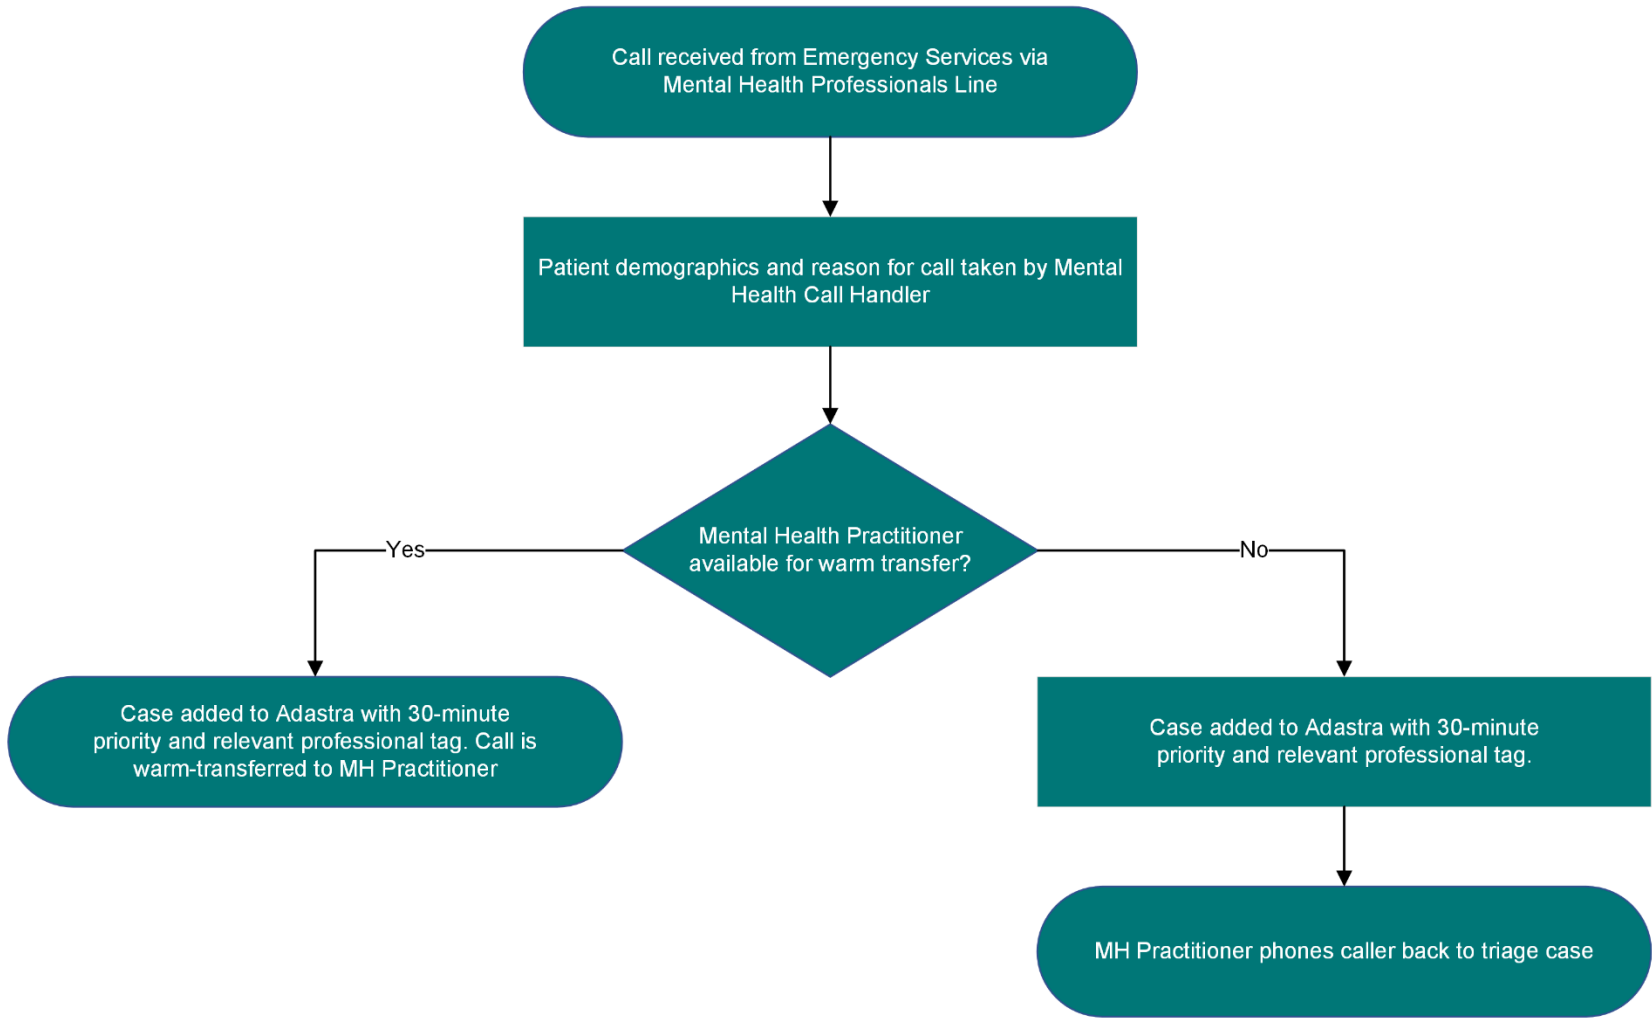 Call received from Emergency Services via
Mental Health Professionals Line
Patient demographics and reason for call taken by Mental
Health Call Handler
Mental Health Practitioner
available for warm transfer?
Yes
No
Case added to Adastra with 30-minute
priority and relevant professional tag. Call is
warm-transferred to MH Practitioner
Case added to Adastra with 30-minute
priority and relevant professional tag.
MH Practitioner phones caller back to triage case